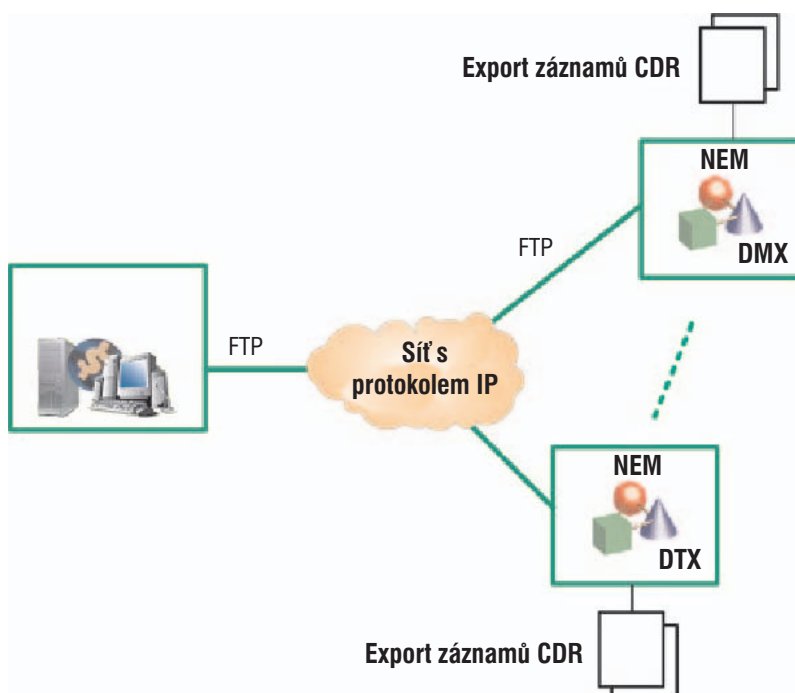 Export záznamů CDR
NEM
DMX
FTP
FTP
Síť s
protokolem IP
NEM
DTX
Export záznamů CDR